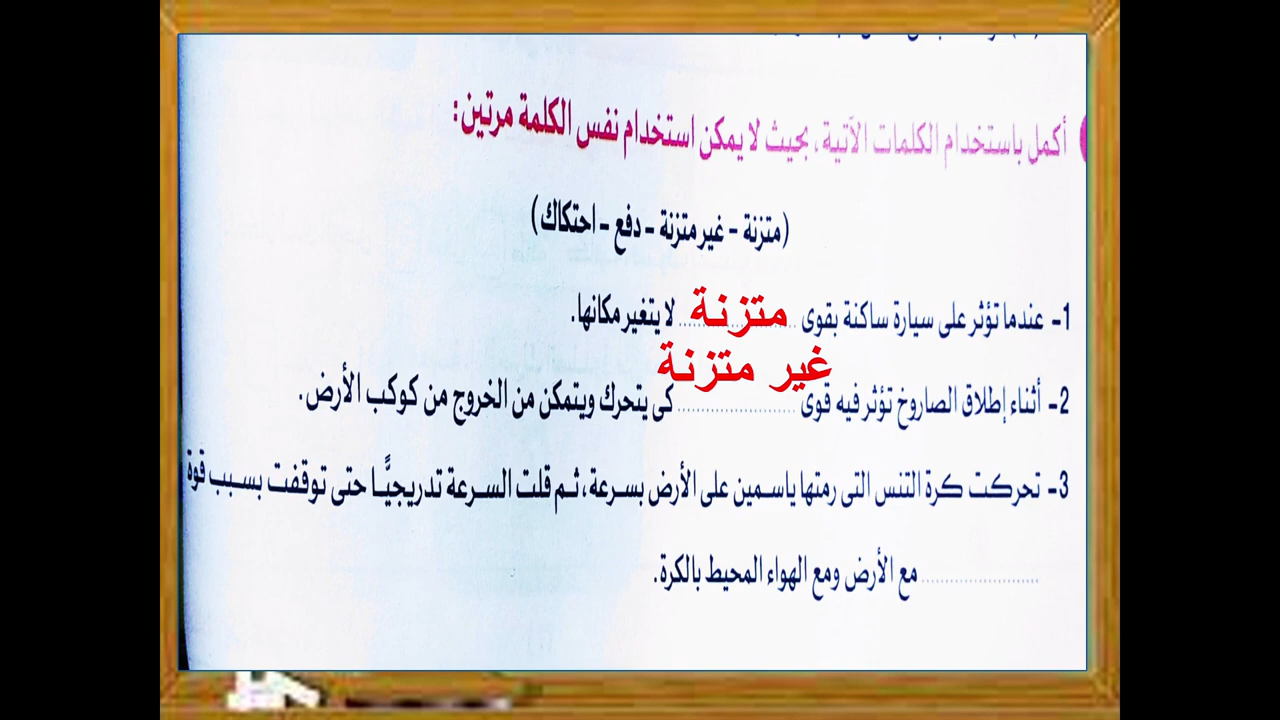 أكمل باستخدام الكلمات الآتية، بحيث لا يمكن استخدام نفس الكلمة مرتين:
(متزنة - غير متزنة - دفع - احتكاك)
1- عندما تؤثر على سيارة ساكنة بقوى متزنة لا يتغير مكانها.
غير متزنة
2- أثناء إطلاق الصاروخ تؤثر فيه قوى ........................ كى يتحرك ويتمكن من الخروج من كوكب الأرض.
3- تحركت كرة التنس التى رمتها ياسمين على الأرض بسرعة، ثم قلت السرعة تدريجيًّا حتى توقفت بسبب قوة
........................ مع الأرض ومع الهواء المحيط بالكرة.